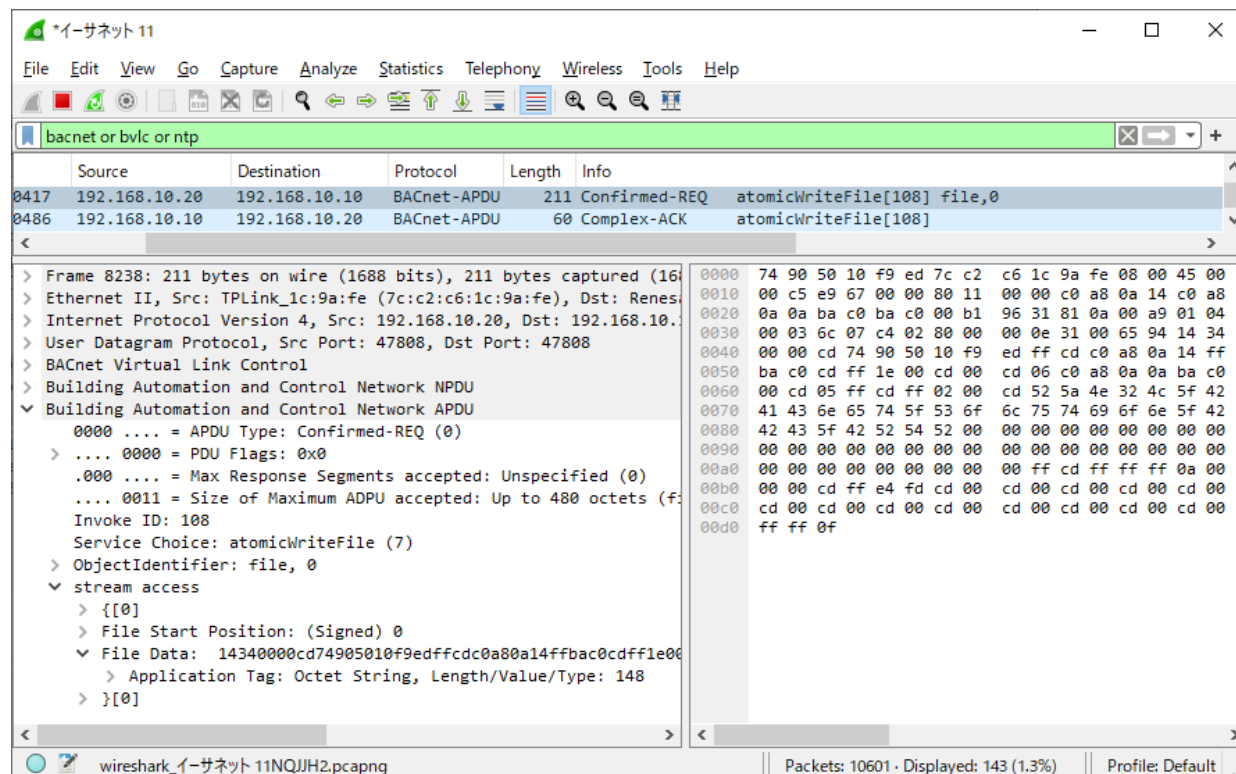 *イーサネット 11
File Edit View Go Capture Analyze Statistics Telephony Wireless Tools Help
bacnet or bvlc or ntp
Source Destination Protocol Length Info
0417 192.168.10.20 192.168.10.10 BACnet-APDU 211 Confirmed-REQ atomicWriteFile[108] file,0
0486 192.168.10.10 192.168.10.20 BACnet-APDU 60 Complex-ACK atomicWriteFile[108]
> Frame 8238: 211 bytes on wire (1688 bits), 211 bytes captured (168
> Ethernet II, Src: TPLink_1c:9a:fe (7c:c2:c6:1c:9a:fe), Dst: Renesa
> Internet Protocol Version 4, Src: 192.168.10.20, Dst: 192.168.10.1
> User Datagram Protocol, Src Port: 47808, Dst Port: 47808
> BACnet Virtual Link Control
> Building Automation and Control Network NPDU
Building Automation and Control Network APDU
0000 .... = APDU Type: Confirmed-REQ (0)
> .... 0000 = PDU Flags: 0x0
.000 .... = Max Response Segments accepted: Unspecified (0)
.... 0011 = Size of Maximum ADPU accepted: Up to 480 octets (fi
Invoke ID: 108
Service Choice: atomicWriteFile (7)
> ObjectIdentifier: file, 0
stream access
> {[0]
> File Start Position: (Signed) 0
File Data: 14340000cd74905010f9edffcdc0a80a14ffbac0cdff1e00
> Application Tag: Octet String, Length/Value/Type: 148
> }[0]
0000 74 90 50 10 f9 ed 7c c2 c6 1c 9a fe 08 00 45 00
0010 00 c5 e9 67 00 00 80 11 00 00 c0 a8 0a 14 c0 a8
0020 0a 0a ba c0 ba c0 00 b1 96 31 81 0a 00 a9 01 04
0030 00 03 6c 07 c4 02 80 00 00 0e 31 00 65 94 14 34
0040 00 00 cd 74 90 50 10 f9 ed ff cd c0 a8 0a 14 ff
0050 ba c0 cd ff 1e 00 cd 00 cd 06 c0 a8 0a 0a ba c0
0060 00 cd 05 ff cd ff 02 00 cd 52 5a 4e 32 4c 5f 42
0070 41 43 6e 65 74 5f 53 6f 6c 75 74 69 6f 6e 5f 42
0080 42 43 5f 42 52 54 52 00 00 00 00 00 00 00 00 00
0090 00 00 00 00 00 00 00 00 00 00 00 00 00 00 00 00
00a0 00 00 00 00 00 00 00 00 00 ff cd ff ff ff 0a 00
00b0 00 00 cd ff e4 fd cd 00 cd 00 cd 00 cd 00 cd 00
00c0 cd 00 cd 00 cd 00 cd 00 cd 00 cd 00 cd 00 cd 00
00d0 ff ff 0f
wireshark_イーサネット 11NQJJH2.pcapng Packets: 10601 · Displayed: 143 (1.3%) Profile: Default